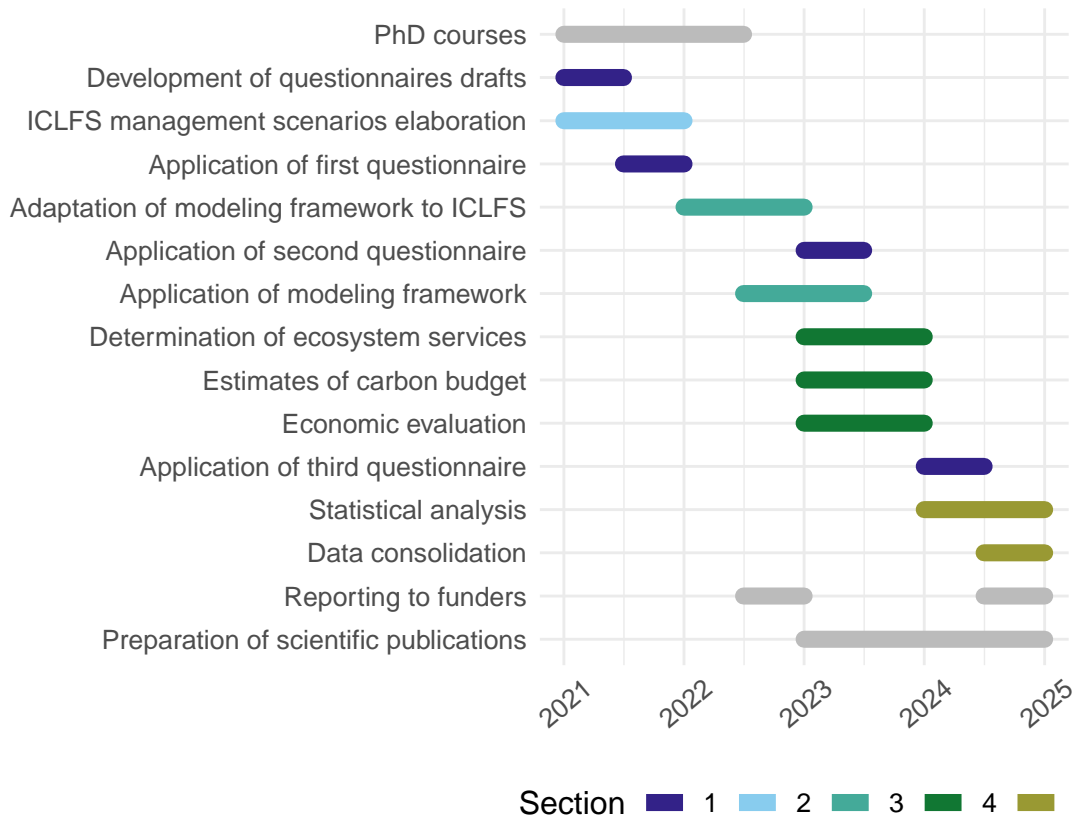 PhD courses
Development of questionnaires drafts
ICLFS management scenarios elaboration
Application of first questionnaire
Adaptation of modeling framework to ICLFS
Application of second questionnaire
Application of modeling framework
Determination of ecosystem services
Estimates of carbon budget
Economic evaluation
Application of third questionnaire
Statistical analysis
Data consolidation
Reporting to funders
Preparation of scientific publications
2021 2022 2023 2024 2025
Section 1 2 3 4